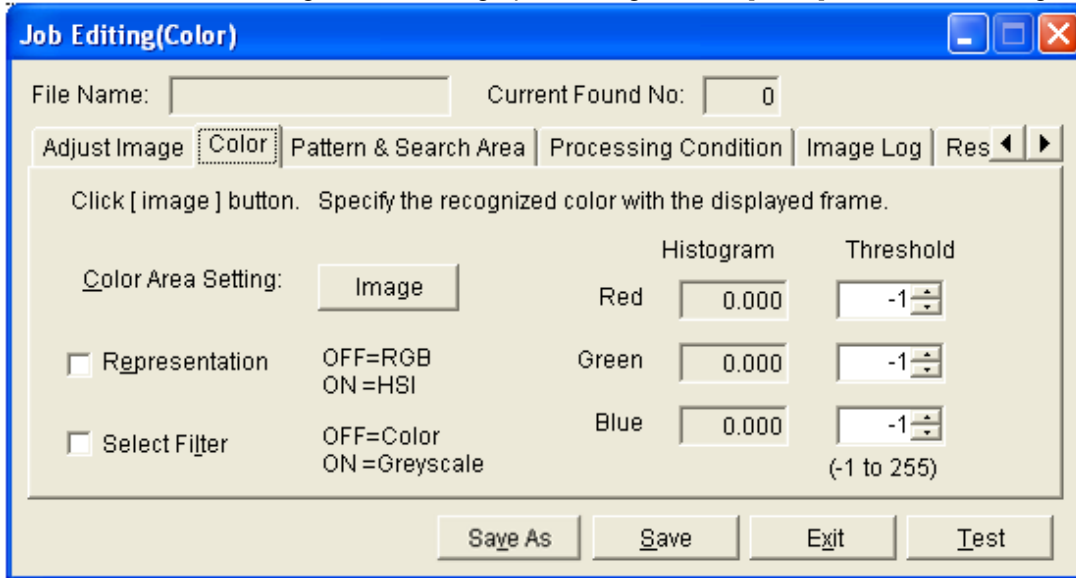 Job Editing(Color)
File Name: Current Found No: 0
Adjust Image Color Pattern & Search Area Processing Condition Image Log Res
Click [ image ] button. Specify the recognized color with the displayed frame.
Histogram Threshold
Color Area Setting: Image Red 0.000 -1
Representation OFF=RGB Green 0.000 -1
ON =HSI
Select Filter OFF=Color Blue 0.000 -1
ON =Greyscale (-1 to 255)
Save As Save Exit Test